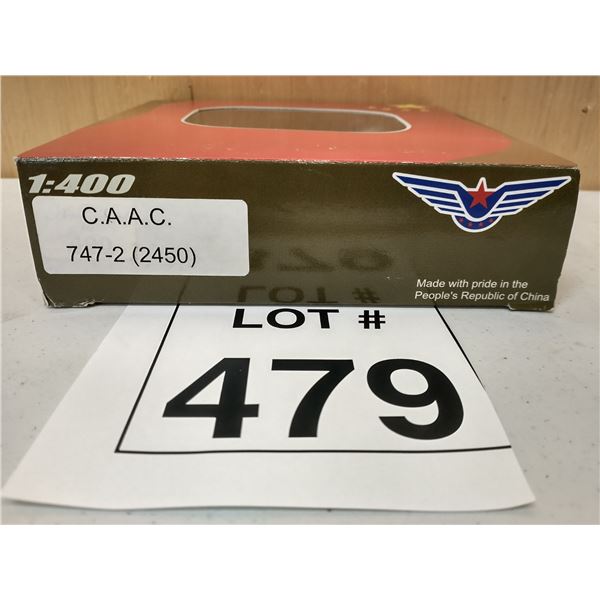 1:400
C.A.A.C.
747-2 (2450)
Made with pride in the
People's Republic of China
LOT #
479